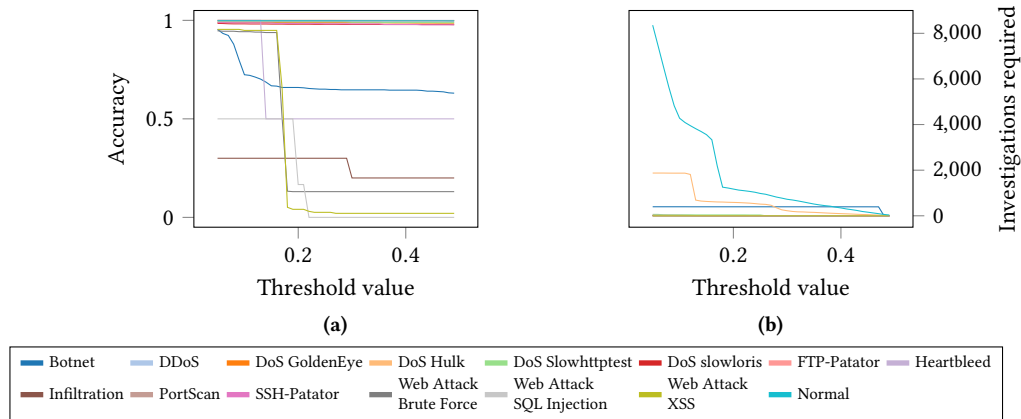 1
0.5
0
Accuracy
0.2
0.4
Threshold value
(a)
8,000
6,000
4,000
2,000
0
Investigations required
0.2
0.4
Threshold value
(b)
Botnet
DDoS
DoS GoldenEye
DoS Hulk
DoS Slowhttptest
DoS slowloris
FTP-Patator
Heartbleed
Infiltration
PortScan
SSH-Patator
Web Attack
Brute Force
Web Attack
SQL Injection
Web Attack
XSS
Normal